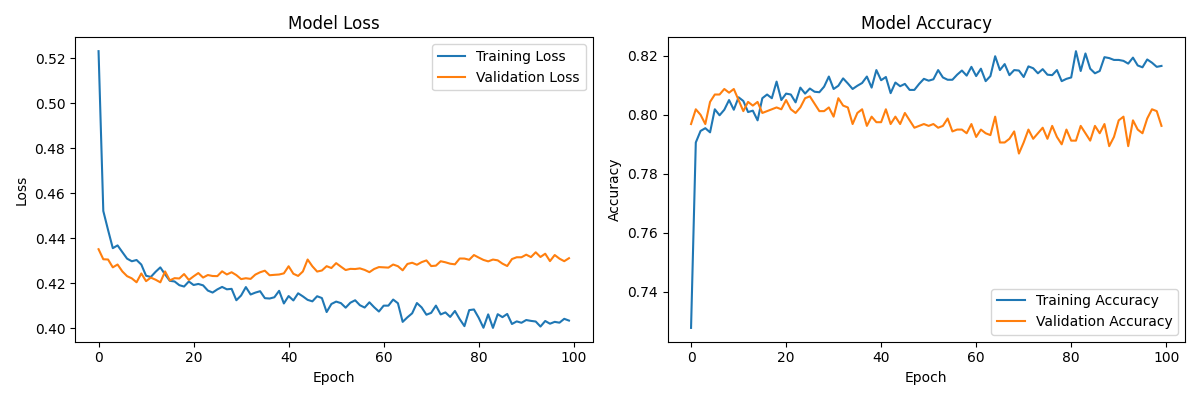 Model Loss
0.52
0.50
0.48
0.46
0.44
0.42
0.40
Loss
0 20 40 60 80 100
Epoch
Training Loss
Validation Loss
Model Accuracy
0.82
0.80
0.78
0.76
0.74
Accuracy
0 20 40 60 80 100
Epoch
Training Accuracy
Validation Accuracy